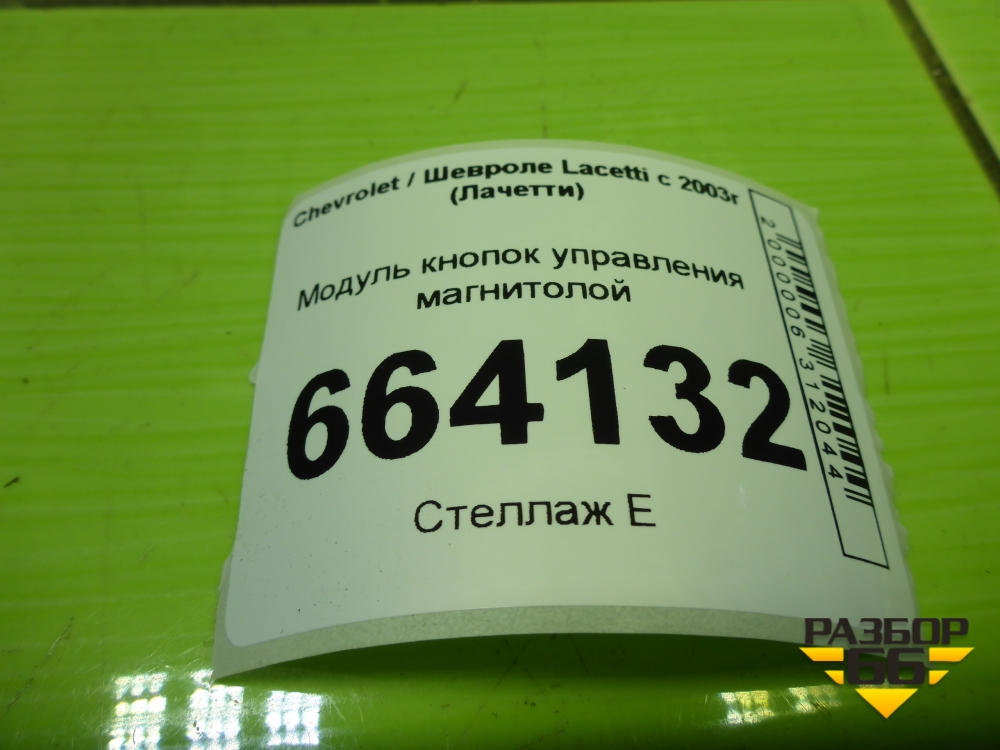 Chevrolet / Шевроле Lacetti с 2003г
(Лачетти)
Модуль кнопок управления
магнитолой
664132
Стеллаж Е
2000006312044
РАЗБОР
66